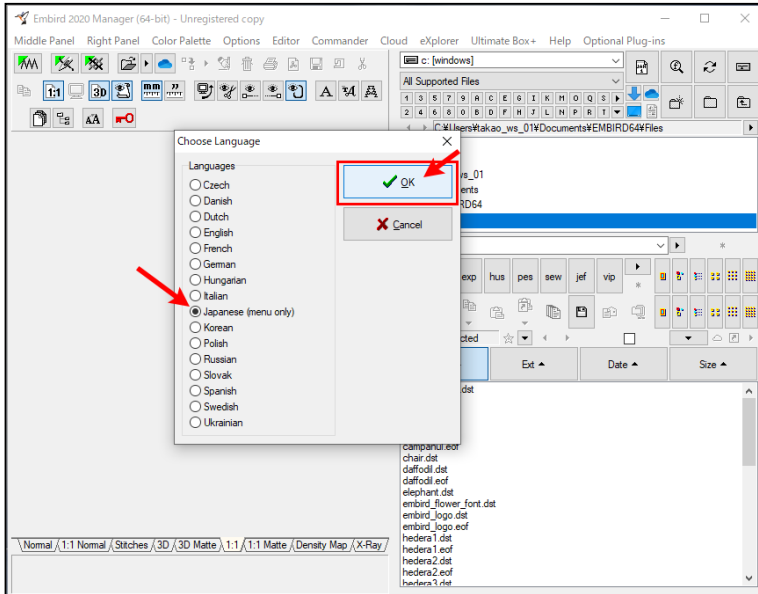 Embird 2020 Manager (64-bit) - Unregistered copy
Middle Panel Right Panel Color Palette Options Editor Commander Cloud eXplorer Ultimate Box+ Help Optional Plug-ins
c: [windows]
All Supported Files
1:1 3D mm
1 3 5 7 9 A C E G I K M O Q S
2 4 6 8 0 B D F H J L N P R T
C:¥Users¥takao_ws_01¥Documents¥EMBIRD64¥Files
Choose Language
Languages
Czech
Danish
Dutch
English
French
German
Hungarian
Italian
Japanese (menu only)
Korean
Polish
Russian
Slovak
Spanish
Swedish
Ukrainian
OK
Cancel
vs_01
ents
RD64
exp hus pes sew jef vip
cted
Ext Date Size
.dst
campanul.eof
chair.dst
daffodil.dst
daffodil.eof
elephant.dst
embird_flower_font.dst
embird_logo.dst
embird_logo.eof
hedera1.dst
hedera1.eof
hedera2.dst
hedera2.eof
hedera3.dst
Normal 1:1 Normal Stitches 3D 3D Matte 1:1 1:1 Matte Density Map X-Ray